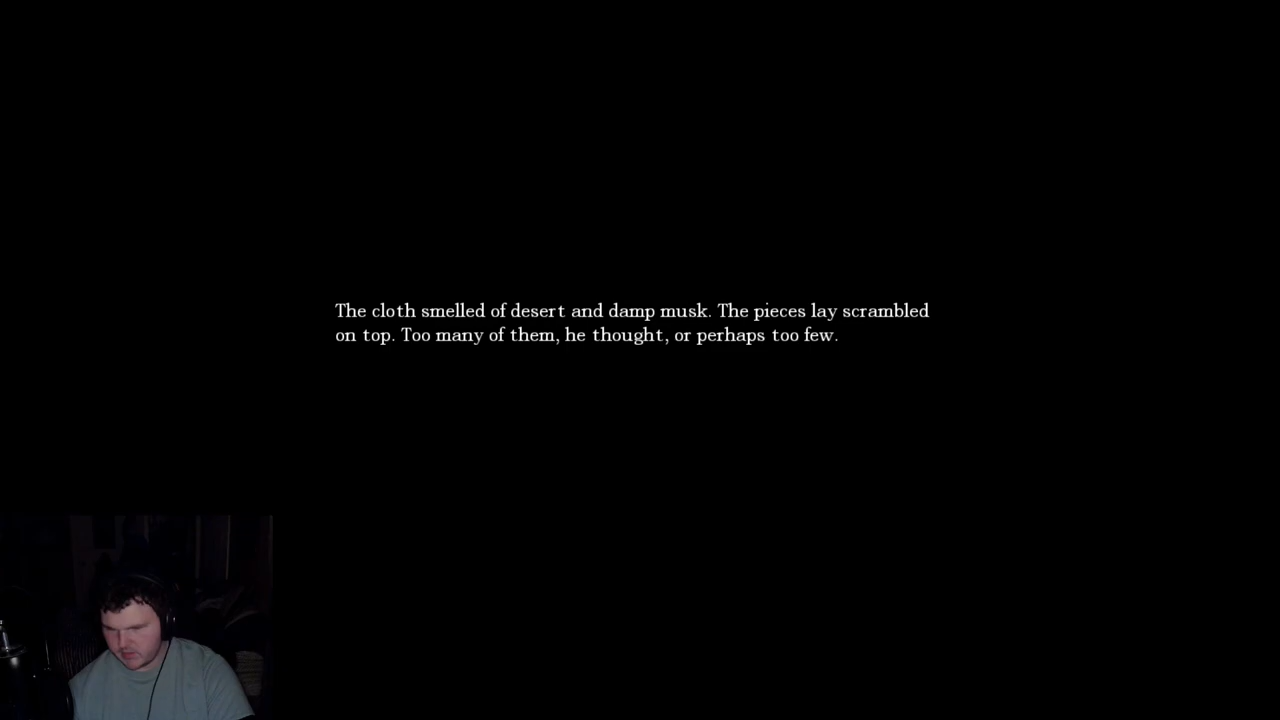 The cloth smelled of desert and damp musk. The pieces lay scrambled
on top. Too many of them, he thought, or perhaps too few.